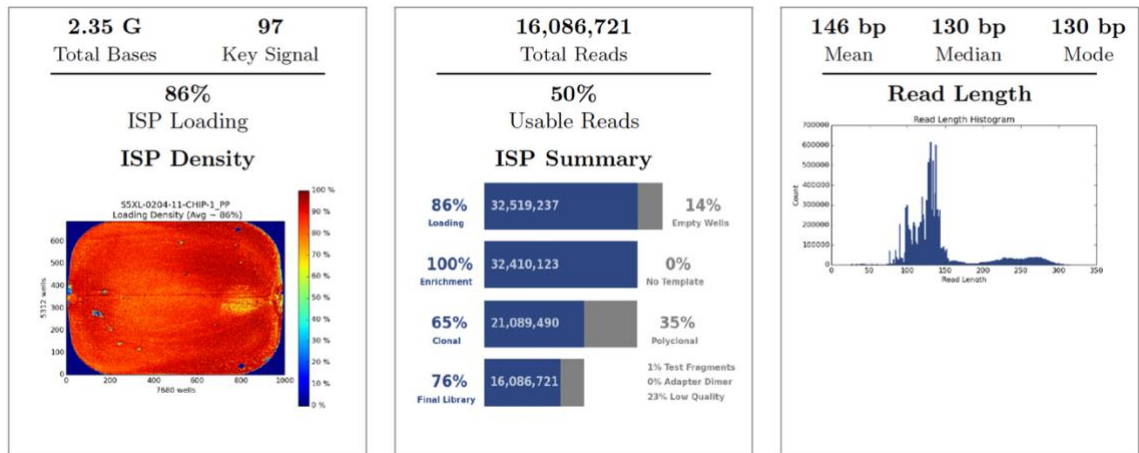 2.35 G 97
Total Bases Key Signal
86%
ISP Loading
ISP Density
S5XL-0204-11-CHIP-1_PP
Loading Density (Avg ~ 86%)
5312 wells
600
500
400
300
200
100
0
0 200 400 600 800 1000
7680 wells
100 %
90 %
80 %
70 %
60 %
50 %
40 %
30 %
20 %
10 %
0 %
16,086,721
Total Reads
50%
Usable Reads
ISP Summary
86% 32,519,237 14%
Loading Empty Wells
100% 32,410,123 0%
Enrichment No Template
65% 21,089,490 35%
Clonal Polyclonal
76% 16,086,721
Final Library
1% Test Fragments
0% Adapter Dimer
23% Low Quality
146 bp 130 bp 130 bp
Mean Median Mode
Read Length
Read Length Histogram
Count
700000
600000
500000
400000
300000
200000
100000
0
0 50 100 150 200 250 300 350
Read Length